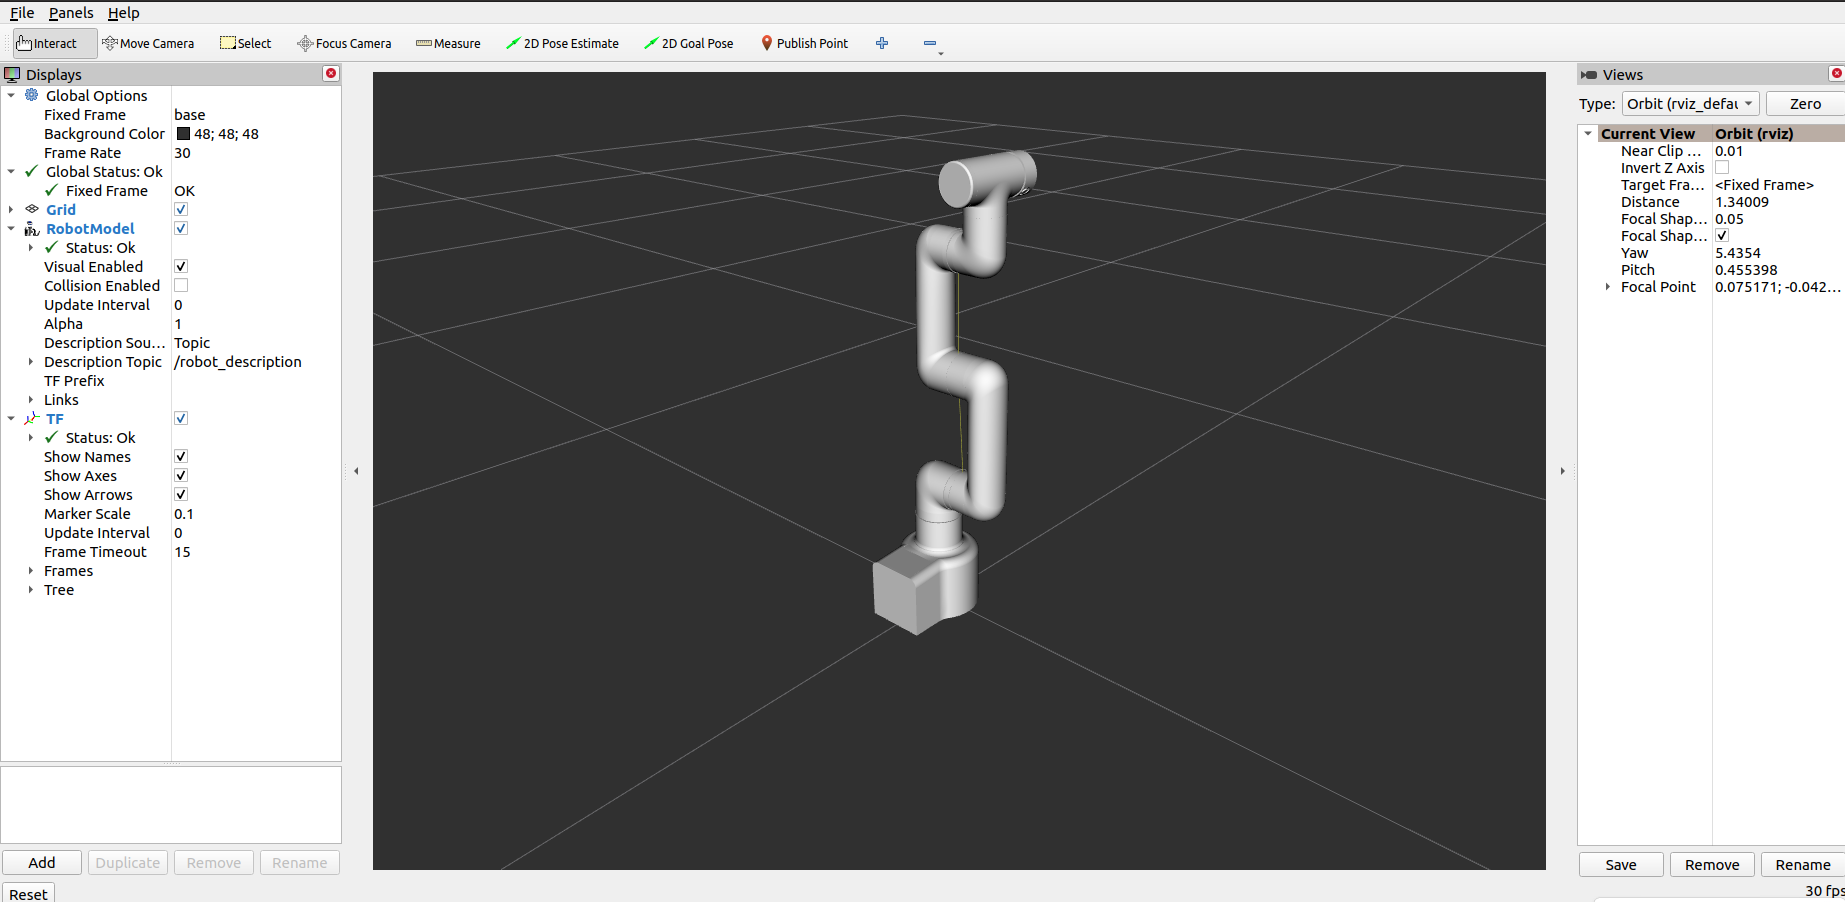 File Panels Help
Interact Move Camera Select Focus Camera Measure 2D Pose Estimate 2D Goal Pose Publish Point
Displays
Global Options
Fixed Frame base
Background Color 48; 48; 48
Frame Rate 30
Global Status: Ok
Fixed Frame OK
Grid
RobotModel
Status: Ok
Visual Enabled
Collision Enabled
Update Interval 0
Alpha 1
Description Sou... Topic
Description Topic /robot_description
TF Prefix
Links
TF
Status: Ok
Show Names
Show Axes
Show Arrows
Marker Scale 0.1
Update Interval 0
Frame Timeout 15
Frames
Tree
Add Duplicate Remove Rename
Reset
Views
Type: Orbit (rviz_defau Zero
Current View Orbit (rviz)
Near Clip ... 0.01
Invert Z Axis
Target Fra... <Fixed Frame>
Distance 1.34009
Focal Shap... 0.05
Focal Shap...
Yaw 5.4354
Pitch 0.455398
Focal Point 0.075171; -0.042...
Save Remove Rename
30 fps